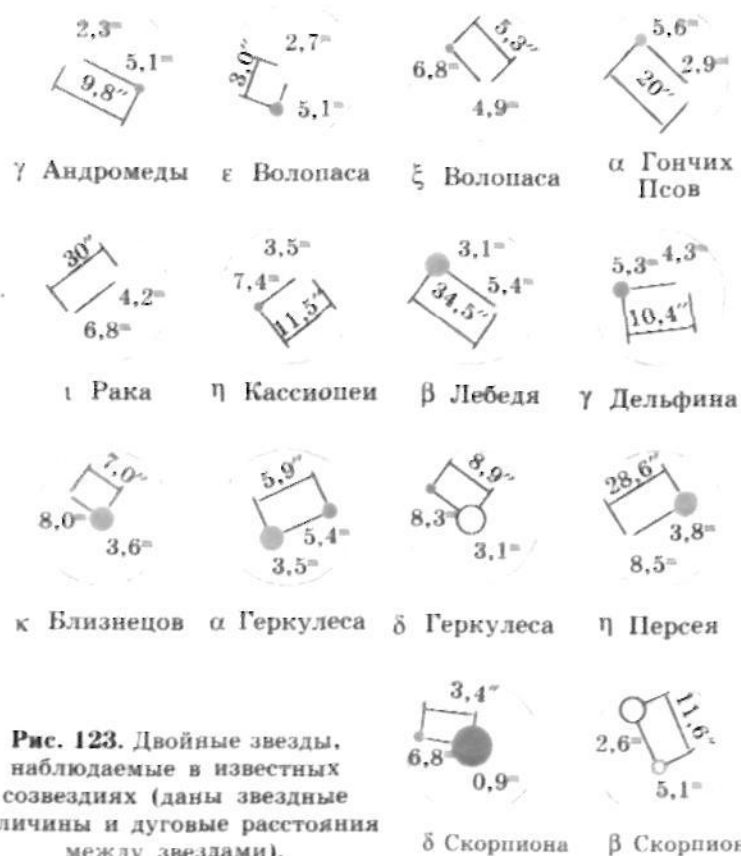 2,3ᵐ
5,1ᵐ
9,8″
γ Андромеды
2,7ᵐ
3,0″
5,1ᵐ
ε Волопаса
5,3″
6,8ᵐ
4,9ᵐ
ξ Волопаса
5,6ᵐ
2,9ᵐ
20″
α Гончих
Псов
30″
4,2ᵐ
6,8ᵐ
ι Рака
3,5ᵐ
7,4ᵐ
11,5″
η Кассиопеи
3,1ᵐ
5,4ᵐ
34,5″
β Лебедя
5,3ᵐ 4,3ᵐ
10,4″
γ Дельфина
7,0″
8,0ᵐ
3,6ᵐ
κ Близнецов
5,9″
5,4ᵐ
3,5ᵐ
α Геркулеса
8,9″
8,3ᵐ
3,1ᵐ
δ Геркулеса
28,6″
3,8ᵐ
8,5ᵐ
η Персея
3,4″
6,8ᵐ
0,9ᵐ
δ Скорпиона
11,6″
2,6ᵐ
5,1ᵐ
β Скорпион
Рис. 123. Двойные звезды,
наблюдаемые в известных
созвездиях (даны звездные
личины и дуговые расстояния
между звездами).